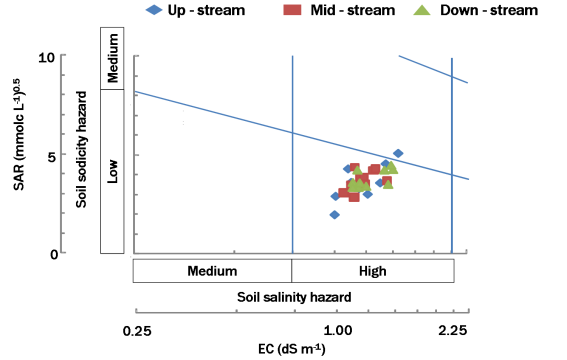 Up - stream Mid - stream Down - stream
SAR (mmolc L-1)0.5
10
5
0
Soil sodicity hazard
Medium
Low
Medium High
Soil salinity hazard
0.25 1.00 2.25
EC (dS m-1)